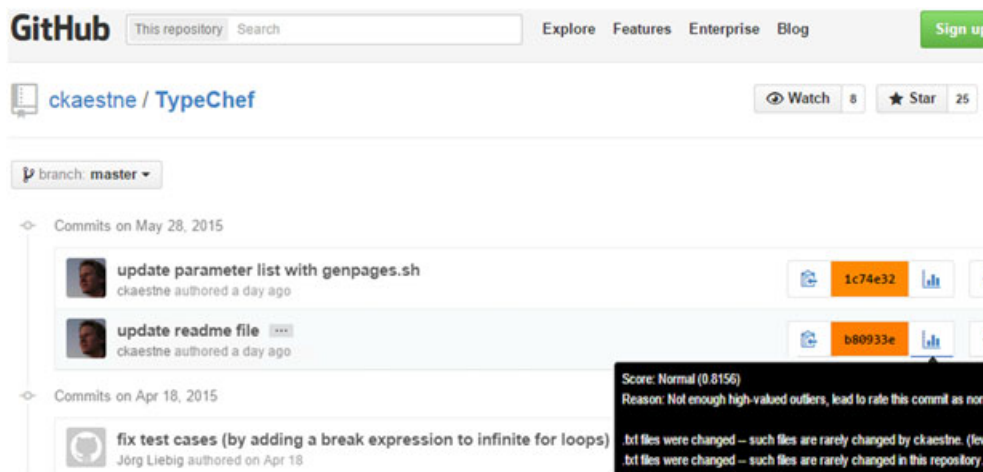 GitHub This repository Search Explore Features Enterprise Blog Sign up
ckaestne / TypeChef Watch 8 Star 25
branch: master
Commits on May 28, 2015
update parameter list with genpages.sh
ckaestne authored a day ago
1c74e32
update readme file ...
ckaestne authored a day ago
b80933e
Score: Normal (0.8156)
Reason: Not enough high-valued outliers, lead to rate this commit as nor
.txt files were changed -- such files are rarely changed by ckaestne. (fev
.txt files were changed -- such files are rarely changed in this repository
Commits on Apr 18, 2015
fix test cases (by adding a break expression to infinite for loops)
Jörg Liebig authored on Apr 18